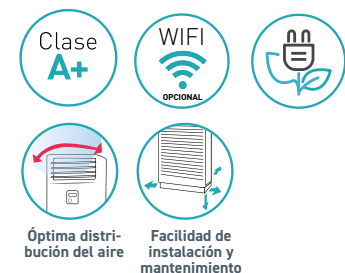 Clase
A+
WIFI
OPCIONAL
Óptima distri-
bución del aire
Facilidad de
instalación y
mantenimiento